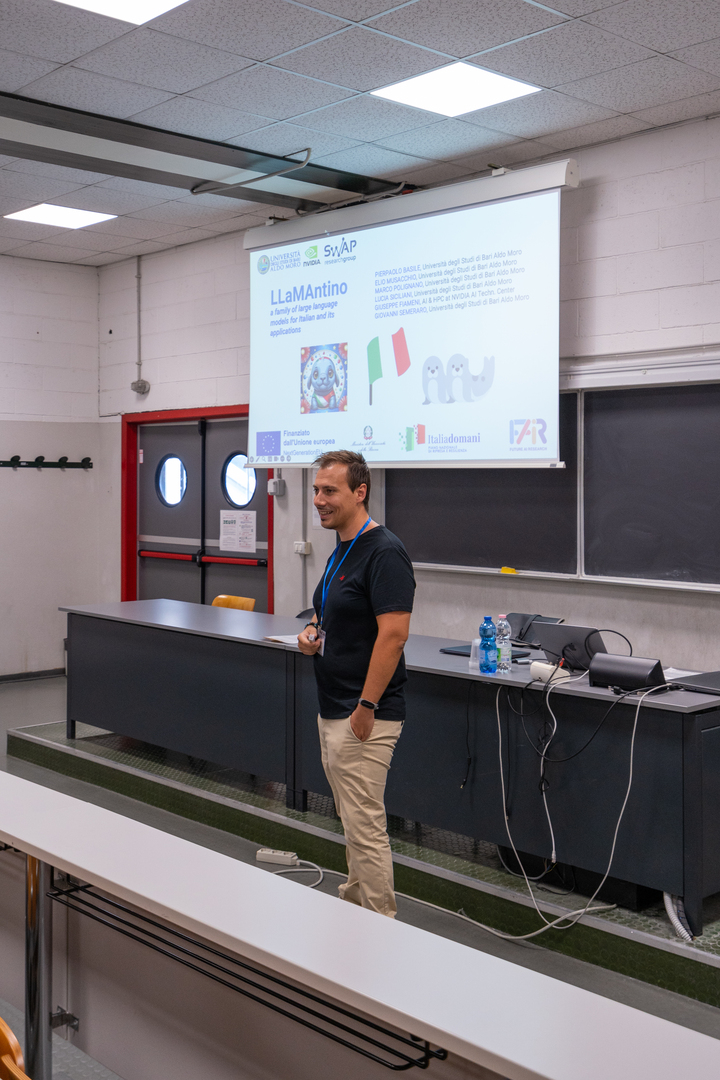 UNIVERSITÀ
DEGLI STUDI DI BARI
ALDO MORO
NVIDIA
SWAP
researchgroup
LLaMAntino
a family of large language
models for Italian and its
applications
PIERPAOLO BASILE, Università degli Studi di Bari Aldo Moro
ELIO MUSACCHIO, Università degli Studi di Bari Aldo Moro
MARCO POLIGNANO, Università degli Studi di Bari Aldo Moro
LUCIA SICILIANI, Università degli Studi di Bari Aldo Moro
GIUSEPPE FIAMENI, AI & HPC at NVIDIA AI Techn. Center
GIOVANNI SEMERARO, Università degli Studi di Bari Aldo Moro
Finanziato
dall'Unione europea
NextGenerationEU
Italiadomani
FAIR
FUTURE AI RESEARCH